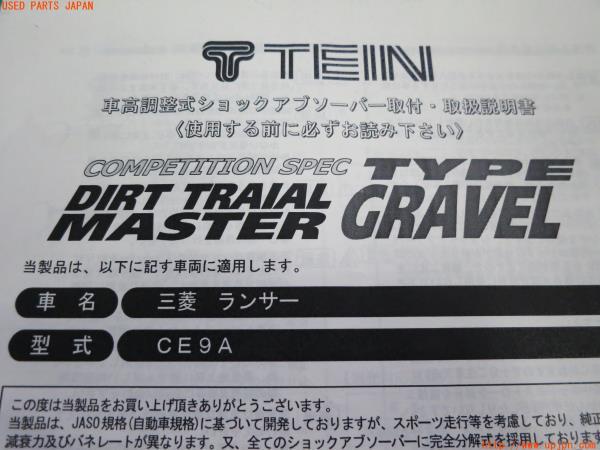 USED PARTS JAPAN
TEIN
車高調整式ショックアブソーバー取付・取扱説明書
〈使用する前に必ずお読み下さい〉
COMPETITION SPEC TYPE
DIRT TRAIAL GRAVEL
MASTER
当製品は、以下に記す車両に適用します。
車 名 三菱 ランサー
型 式 CE9A
この度は当製品をお買い上げ頂きありがとうございます。
当製品は、JASO規格(自動車規格)に基づいて開発しておりますが、スポーツ走行等を考慮しており、純正
減衰力及びバネレートが異なります。又、全てのショックアブソーバーに完全分解式を採用しております
http://www.upjph.com/